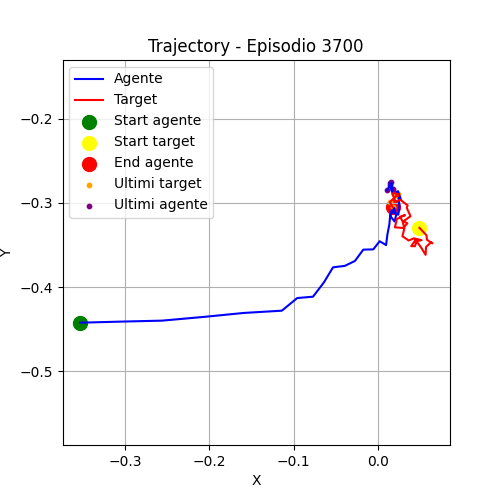 Trajectory - Episodio 3700
Agente
Target
Start agente
Start target
End agente
Ultimi target
Ultimi agente
−0.2
−0.3
−0.4
−0.5
Y
−0.3
−0.2
−0.1
0.0
X